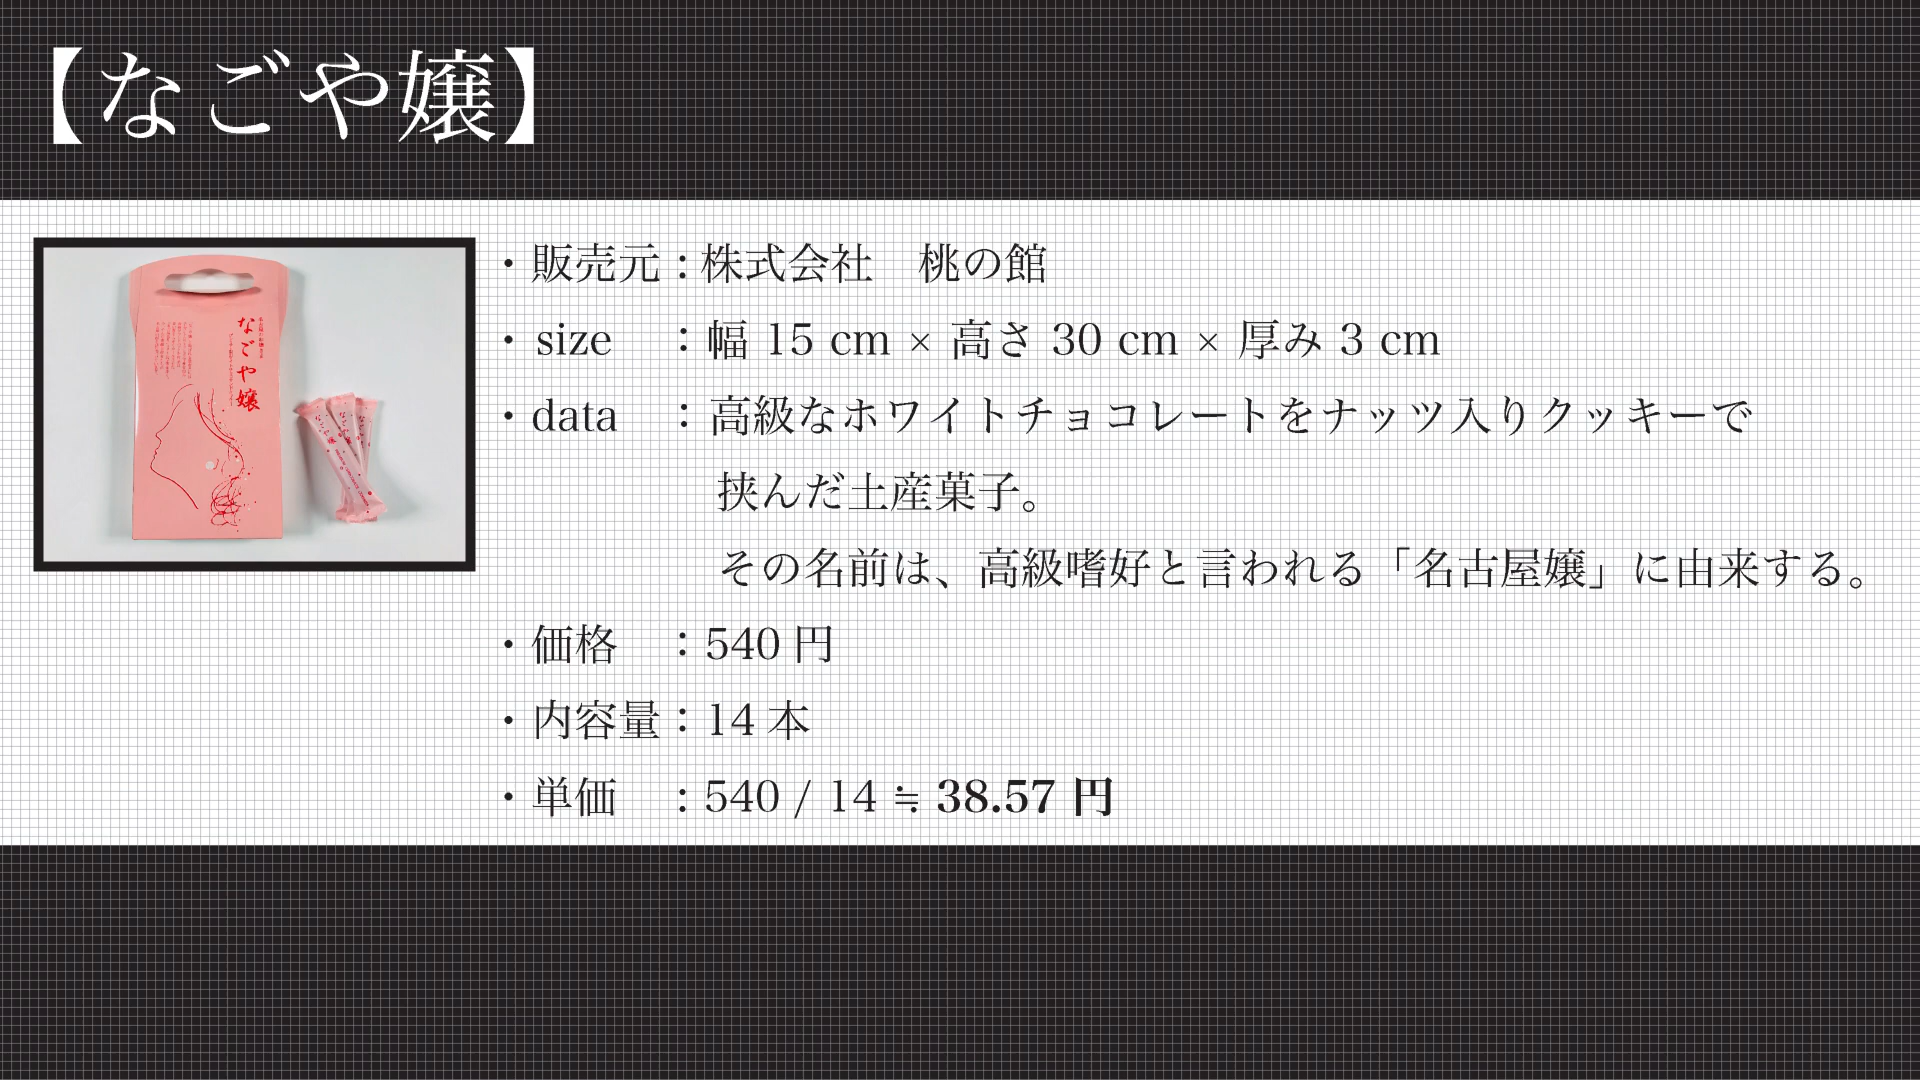 【なごや嬢】
・販売元：株式会社　桃の館
・size　：幅 15 cm × 高さ 30 cm × 厚み 3 cm
・data　：高級なホワイトチョコレートをナッツ入りクッキーで
挟んだ土産菓子。
その名前は、高級嗜好と言われる「名古屋嬢」に由来する。
・価格　：540 円
・内容量：14 本
・単価　：540 / 14 ≒ 38.57 円
なごや嬢